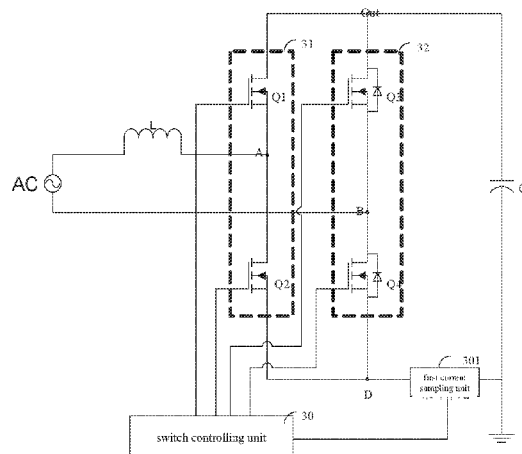 Out
31
32
Q1
Q3
L
A
AC
B
C
Q2
Q4
301
first current
sampling unit
D
30
switch controlling unit